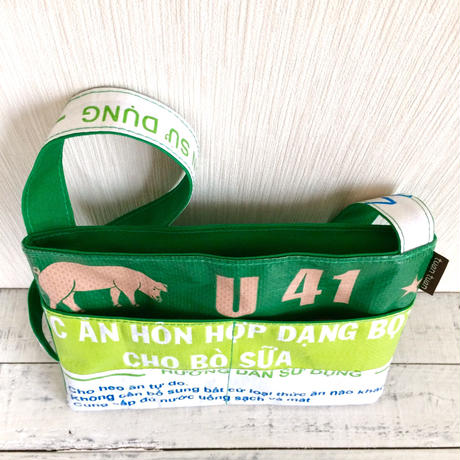 SỬ DỤNG
tuan tuan
U 41
C ĂN HỖN HỢP DẠNG BỘ
CHO BÒ SỮA
HƯỚNG DẪN SỬ DỤNG
Cho heo ăn tự do.
Không cần bổ sung bất cứ loại thức ăn nào khác
Cung cấp đủ nước uống sạch và mát